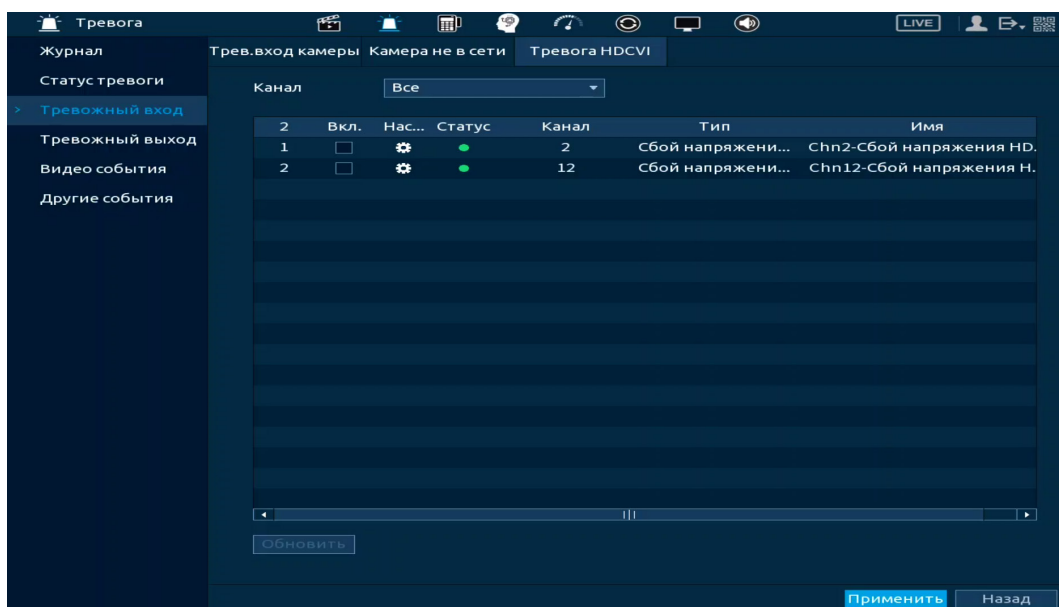 Тревога LIVE
Журнал
Статус тревоги
Тревожный вход
Тревожный выход
Видео события
Другие события
Трев.вход камеры Камера не в сети Тревога HDCVI
Канал Все
2 Вкл. Нас... Статус Канал Тип Имя
1 2 Сбой напряжени... Chn2-Сбой напряжения HD.
2 12 Сбой напряжени... Chn12-Сбой напряжения H.
Обновить
Применить Назад